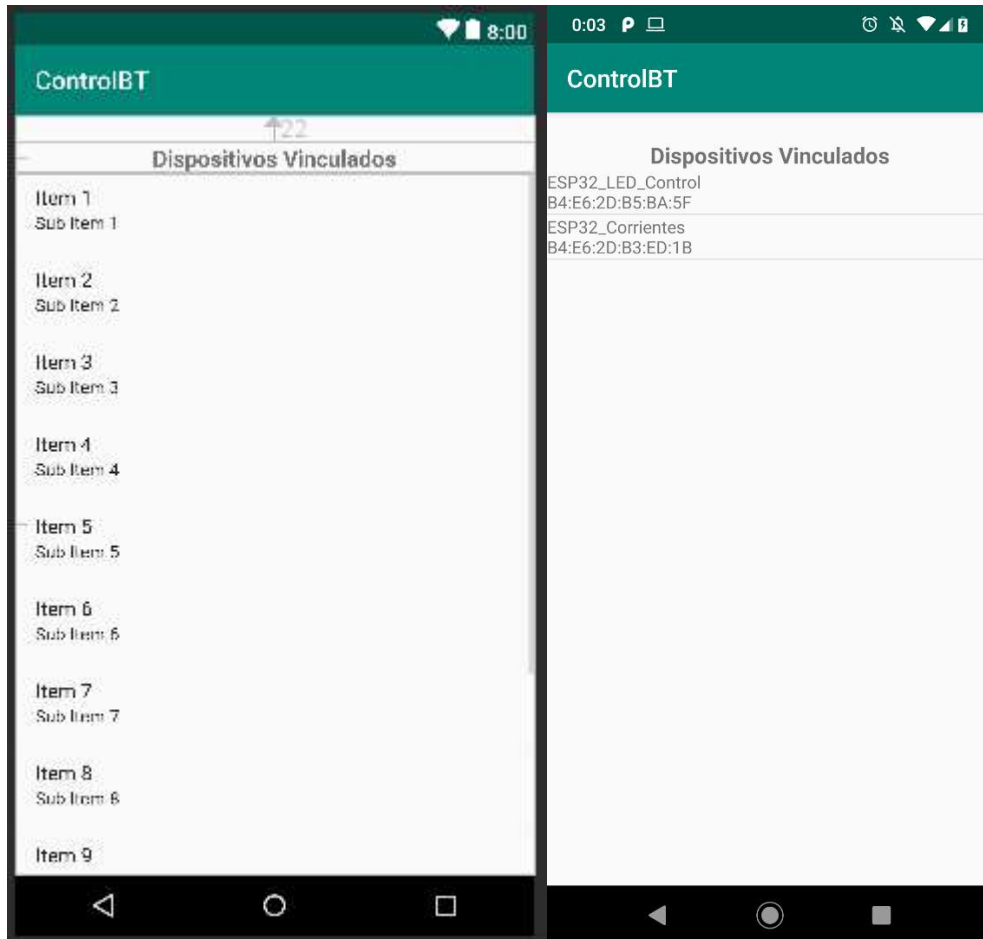 8:00
ControlBT
22
Dispositivos Vinculados
Item 1
Sub Item 1
Item 2
Sub Item 2
Item 3
Sub Item 3
Item 4
Sub Item 4
Item 5
Sub Item 5
Item 6
Sub Item 6
Item 7
Sub Item 7
Item 8
Sub Item 8
Item 9
0:03 P
ControlBT
Dispositivos Vinculados
ESP32_LED_Control
B4:E6:2D:B5:BA:5F
ESP32_Corrientes
B4:E6:2D:B3:ED:1B